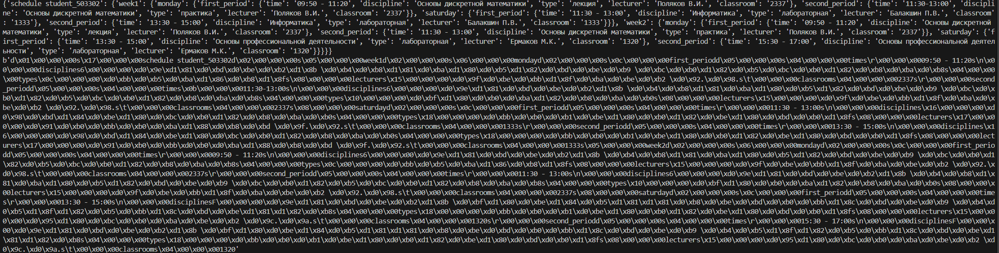 {'schedule student_503302': {'week1': {'monday': {'first_period': {'time': '09:50 - 11:20', 'discipline': 'Основы дискретной математики', 'type': 'лекция', 'lecturer': 'Поляков В.И.', 'classroom': '2337'}, 'second_period': {'time': '11:30-13:00', 'discipli
ne': 'Основы дискретной математики', 'type': 'практика', 'lecturer': 'Поляков В.И.', 'classroom': '2337'}}, 'saturday': {'first_period': {'time': '11:30 - 13:00', 'discipline': 'Информатика', 'type': 'лабораторная', 'lecturer': 'Балакшин П.В.', 'classroom'
: '1333'}, 'second_period': {'time': '13:30 - 15:00', 'discipline': 'Информатика', 'type': 'лабораторная', 'lecturer': 'Балакшин П.В.', 'classroom': '1333'}}}, 'week2': {'monday': {'first_period': {'time': '09:50 - 11:20', 'discipline': 'Основы дискретной
математики', 'type': 'лекция', 'lecturer': 'Поляков В.И.', 'classroom': '2337'}, 'second_period': {'time': '11:30 - 13:00', 'discipline': 'Основы дискретной математики', 'type': 'практика', 'lecturer': 'Поляков В.И.', 'classroom': '2337'}}, 'saturday': {'f
irst_period': {'time': '13:30 - 15:00', 'discipline': 'Основы профессиональной деятельности', 'type': 'лабораторная', 'lecturer': 'Ермаков М.К.', 'classroom': '1320'}, 'second_period': {'time': '15:30 - 17:00', 'discipline': 'Основы профессиональной деятел
ьности', 'type': 'лабораторная', 'lecturer': 'Ермаков М.К.', 'classroom': '1320'}}}}}
b'd\x01\x00\x00\x00s\x17\x00\x00\x00schedule student_503302d\x02\x00\x00\x00s\x05\x00\x00\x00week1d\x02\x00\x00\x00s\x06\x00\x00\x00mondayd\x02\x00\x00\x00s\x0c\x00\x00\x00first_periodd\x05\x00\x00\x00s\x04\x00\x00\x00times\r\x00\x00\x0009:50 - 11:20s\n\x0
0\x00\x00disciplines6\x00\x00\x00\xd0\x9e\xd1\x81\xd0\xbd\xd0\xbe\xd0\xb2\xd1\x8b \xd0\xb4\xd0\xb8\xd1\x81\xd0\xba\xd1\x80\xd0\xb5\xd1\x82\xd0\xbd\xd0\xbe\xd0\xb9 \xd0\xbc\xd0\xb0\xd1\x82\xd0\xb5\xd0\xbc\xd0\xb0\xd1\x82\xd0\xb8\xd0\xba\xd0\xb8s\x04\x00\x00
\x00types\x0c\x00\x00\x00\xd0\xbb\xd0\xb5\xd0\xba\xd1\x86\xd0\xb8\xd1\x8fs\x08\x00\x00\x00lecturers\x15\x00\x00\x00\xd0\x9f\xd0\xbe\xd0\xbb\xd1\x8f\xd0\xba\xd0\xbe\xd0\xb2 \xd0\x92.\xd0\x98.s\t\x00\x00\x00classrooms\x04\x00\x00\x002337s\r\x00\x00\x00second
_periodd\x05\x00\x00\x00s\x04\x00\x00\x00times\x0b\x00\x00\x0011:30-13:00s\n\x00\x00\x00disciplines6\x00\x00\x00\xd0\x9e\xd1\x81\xd0\xbd\xd0\xbe\xd0\xb2\xd1\x8b \xd0\xb4\xd0\xb8\xd1\x81\xd0\xba\xd1\x80\xd0\xb5\xd1\x82\xd0\xbd\xd0\xbe\xd0\xb9 \xd0\xbc\xd0\x
b0\xd1\x82\xd0\xb5\xd0\xbc\xd0\xb0\xd1\x82\xd0\xb8\xd0\xba\xd0\xb8s\x04\x00\x00\x00types\x10\x00\x00\x00\xd0\xbf\xd1\x80\xd0\xb0\xd0\xba\xd1\x82\xd0\xb8\xd0\xba\xd0\xb0s\x08\x00\x00\x00lecturers\x15\x00\x00\x00\xd0\x9f\xd0\xbe\xd0\xbb\xd1\x8f\xd0\xba\xd0\x
be\xd0\xb2 \xd0\x92.\xd0\x98.s\t\x00\x00\x00classrooms\x04\x00\x00\x002337s\x08\x00\x00\x00saturdayd\x02\x00\x00\x00s\x0c\x00\x00\x00first_periodd\x05\x00\x00\x00s\x04\x00\x00\x00times\r\x00\x00\x0011:30 - 13:00s\n\x00\x00\x00disciplines\x16\x00\x00\x00\xd
0\x98\xd0\xbd\xd1\x84\xd0\xbe\xd1\x80\xd0\xbc\xd0\xb0\xd1\x82\xd0\xb8\xd0\xba\xd0\xb0s\x04\x00\x00\x00types\x18\x00\x00\x00\xd0\xbb\xd0\xb0\xd0\xb1\xd0\xbe\xd1\x80\xd0\xb0\xd1\x82\xd0\xbe\xd1\x80\xd0\xbd\xd0\xb0\xd1\x8fs\x08\x00\x00\x00lecturers\x17\x00\x0
0\x00\xd0\x91\xd0\xb0\xd0\xbb\xd0\xb0\xd0\xba\xd1\x88\xd0\xb8\xd0\xbd \xd0\x9f.\xd0\x92.s\t\x00\x00\x00classrooms\x04\x00\x00\x001333s\r\x00\x00\x00second_periodd\x05\x00\x00\x00s\x04\x00\x00\x00times\r\x00\x00\x0013:30 - 15:00s\n\x00\x00\x00disciplines\x1
6\x00\x00\x00\xd0\x98\xd0\xbd\xd1\x84\xd0\xbe\xd1\x80\xd0\xbc\xd0\xb0\xd1\x82\xd0\xb8\xd0\xba\xd0\xb0s\x04\x00\x00\x00types\x18\x00\x00\x00\xd0\xbb\xd0\xb0\xd0\xb1\xd0\xbe\xd1\x80\xd0\xb0\xd1\x82\xd0\xbe\xd1\x80\xd0\xbd\xd0\xb0\xd1\x8fs\x08\x00\x00\x00lect
urers\x17\x00\x00\x00\xd0\x91\xd0\xb0\xd0\xbb\xd0\xb0\xd0\xba\xd1\x88\xd0\xb8\xd0\xbd \xd0\x9f.\xd0\x92.s\t\x00\x00\x00classrooms\x04\x00\x00\x001333s\x05\x00\x00\x00week2d\x02\x00\x00\x00s\x06\x00\x00\x00mondayd\x02\x00\x00\x00s\x0c\x00\x00\x00first_perio
dd\x05\x00\x00\x00s\x04\x00\x00\x00times\r\x00\x00\x0009:50 - 11:20s\n\x00\x00\x00disciplines6\x00\x00\x00\xd0\x9e\xd1\x81\xd0\xbd\xd0\xbe\xd0\xb2\xd1\x8b \xd0\xb4\xd0\xb8\xd1\x81\xd0\xba\xd1\x80\xd0\xb5\xd1\x82\xd0\xbd\xd0\xbe\xd0\xb9 \xd0\xbc\xd0\xb0\xd1
\x82\xd0\xb5\xd0\xbc\xd0\xb0\xd1\x82\xd0\xb8\xd0\xba\xd0\xb8s\x04\x00\x00\x00types\x0c\x00\x00\x00\xd0\xbb\xd0\xb5\xd0\xba\xd1\x86\xd0\xb8\xd1\x8fs\x08\x00\x00\x00lecturers\x15\x00\x00\x00\xd0\x9f\xd0\xbe\xd0\xbb\xd1\x8f\xd0\xba\xd0\xbe\xd0\xb2 \xd0\x92.\x
d0\x98.s\t\x00\x00\x00classrooms\x04\x00\x00\x002337s\r\x00\x00\x00second_periodd\x05\x00\x00\x00s\x04\x00\x00\x00times\r\x00\x00\x0011:30 - 13:00s\n\x00\x00\x00disciplines6\x00\x00\x00\xd0\x9e\xd1\x81\xd0\xbd\xd0\xbe\xd0\xb2\xd1\x8b \xd0\xb4\xd0\xb8\xd1\x
81\xd0\xba\xd1\x80\xd0\xb5\xd1\x82\xd0\xbd\xd0\xbe\xd0\xb9 \xd0\xbc\xd0\xb0\xd1\x82\xd0\xb5\xd0\xbc\xd0\xb0\xd1\x82\xd0\xb8\xd0\xba\xd0\xb8s\x04\x00\x00\x00types\x10\x00\x00\x00\xd0\xbf\xd1\x80\xd0\xb0\xd0\xba\xd1\x82\xd0\xb8\xd0\xba\xd0\xb0s\x08\x00\x00\x
00lecturers\x15\x00\x00\x00\xd0\x9f\xd0\xbe\xd0\xbb\xd1\x8f\xd0\xba\xd0\xbe\xd0\xb2 \xd0\x92.\xd0\x98.s\t\x00\x00\x00classrooms\x04\x00\x00\x002337s\x08\x00\x00\x00saturdayd\x02\x00\x00\x00s\x0c\x00\x00\x00first_periodd\x05\x00\x00\x00s\x04\x00\x00\x00time
s\r\x00\x00\x0013:30 - 15:00s\n\x00\x00\x00disciplinesF\x00\x00\x00\xd0\x9e\xd1\x81\xd0\xbd\xd0\xbe\xd0\xb2\xd1\x8b \xd0\xbf\xd1\x80\xd0\xbe\xd1\x84\xd0\xb5\xd1\x81\xd1\x81\xd0\xb8\xd0\xbe\xd0\xbd\xd0\xb0\xd0\xbb\xd1\x8c\xd0\xbd\xd0\xbe\xd0\xb9 \xd0\xb4\xd
0\xb5\xd1\x8f\xd1\x82\xd0\xb5\xd0\xbb\xd1\x8c\xd0\xbd\xd0\xbe\xd1\x81\xd1\x82\xd0\xb8s\x04\x00\x00\x00types\x18\x00\x00\x00\xd0\xbb\xd0\xb0\xd0\xb1\xd0\xbe\xd1\x80\xd0\xb0\xd1\x82\xd0\xbe\xd1\x80\xd0\xbd\xd0\xb0\xd1\x8fs\x08\x00\x00\x00lecturers\x15\x00\x00
\x00\xd0\x95\xd1\x80\xd0\xbc\xd0\xb0\xd0\xba\xd0\xbe\xd0\xb2 \xd0\x9c.\xd0\x9a.s\t\x00\x00\x00classrooms\x04\x00\x00\x001320s\r\x00\x00\x00second_periodd\x05\x00\x00\x00s\x04\x00\x00\x00times\r\x00\x00\x0015:30 - 17:00s\n\x00\x00\x00disciplinesF\x00\x00\x0
0\xd0\x9e\xd1\x81\xd0\xbd\xd0\xbe\xd0\xb2\xd1\x8b \xd0\xbf\xd1\x80\xd0\xbe\xd1\x84\xd0\xb5\xd1\x81\xd1\x81\xd0\xb8\xd0\xbe\xd0\xbd\xd0\xb0\xd0\xbb\xd1\x8c\xd0\xbd\xd0\xbe\xd0\xb9 \xd0\xb4\xd0\xb5\xd1\x8f\xd1\x82\xd0\xb5\xd0\xbb\xd1\x8c\xd0\xbd\xd0\xbe\xd1
\x81\xd1\x82\xd0\xb8s\x04\x00\x00\x00types\x18\x00\x00\x00\xd0\xbb\xd0\xb0\xd0\xb1\xd0\xbe\xd1\x80\xd0\xb0\xd1\x82\xd0\xbe\xd1\x80\xd0\xbd\xd0\xb0\xd1\x8fs\x08\x00\x00\x00lecturers\x15\x00\x00\x00\xd0\x95\xd1\x80\xd0\xbc\xd0\xb0\xd0\xba\xd0\xbe\xd0\xb2 \xd
0\x9c.\xd0\x9a.s\t\x00\x00\x00classrooms\x04\x00\x00\x001320'